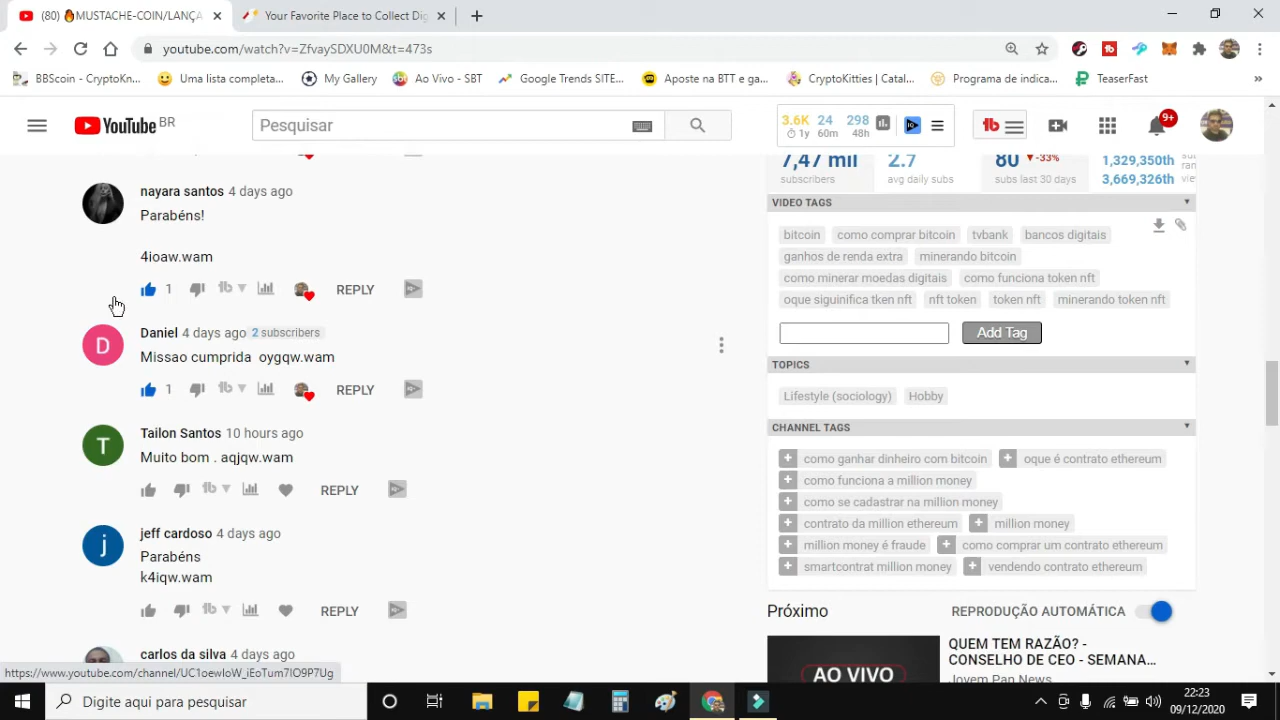 (80) 🔥MUSTACHE-COIN/LANÇA
Your Favorite Place to Collect Dig
youtube.com/watch?v=ZfvaySDXU0M&t=473s
BBScoin - CryptoKn...
Uma lista completa...
My Gallery
Ao Vivo - SBT
Google Trends SITE...
Aposte na BTT e ga...
CryptoKitties | Catal...
Programa de indica...
TeaserFast
»
YouTube BR
Pesquisar
3.6K 24 298
1y 60m 48h
9+
nayara santos 4 days ago
Parabéns!
4ioaw.wam
1 REPLY
Daniel 4 days ago 2 subscribers
D
Missao cumprida oygqw.wam
1 REPLY
Tailon Santos 10 hours ago
T
Muito bom . aqjqw.wam
REPLY
jeff cardoso 4 days ago
j
Parabéns
k4iqw.wam
REPLY
carlos da silva 4 days ago
https://www.youtube.com/channel/UC1oewIoW_iEoTum7IO9P7Ug
7,47 mil
subscribers
2.7
avg daily subs
80 ▼-33%
subs last 30 days
1,329,350th
3,669,326th
VIDEO TAGS
bitcoin como comprar bitcoin tvbank bancos digitais
ganhos de renda extra minerando bitcoin
como minerar moedas digitais como funciona token nft
oque siguinifica tken nft nft token token nft minerando token nft
Add Tag
TOPICS
Lifestyle (sociology) Hobby
CHANNEL TAGS
+ como ganhar dinheiro com bitcoin + oque é contrato ethereum
+ como funciona a million money
+ como se cadastrar na million money
+ contrato da million ethereum + million money
+ million money é fraude + como comprar um contrato ethereum
+ smartcontrat million money + vendendo contrato ethereum
Próximo REPRODUÇÃO AUTOMÁTICA
AO VIVO
QUEM TEM RAZÃO? -
CONSELHO DE CEO - SEMANA...
Jovem Pan News
Digite aqui para pesquisar
22:23
09/12/2020